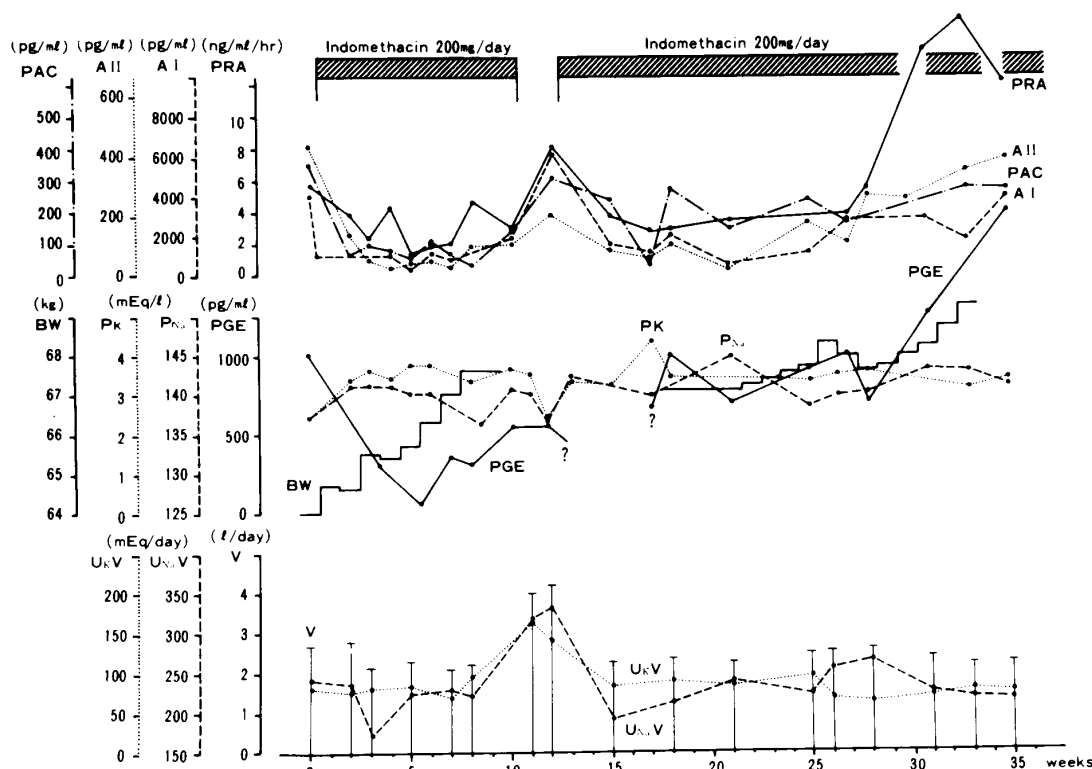 (pg/mℓ) (pg/mℓ) (pg/mℓ) (ng/mℓ/hr)
PAC AII AI PRA
Indomethacin 200mg/day Indomethacin 200mg/day
600 8000 10
500
400 400 6000 8
300 4000 6
200 200 4
100 2000 2
0 0 0 0
PRA
AII
PAC
AI
PGE
(kg) (mEq/ℓ) (pg/mℓ)
BW PK PNa PGE
68 4 145 1000
67 3 140
66 2 135 500
65 1 130
64 0 125 0
PK PNa
?
?
BW PGE
(mEq/day) (ℓ/day)
UKV UNaV V
200 350 4
150 300 3
100 250 2
50 200 1
0 150 0
V
UKV
UNaV
10 15 20 25 30 35 weeks